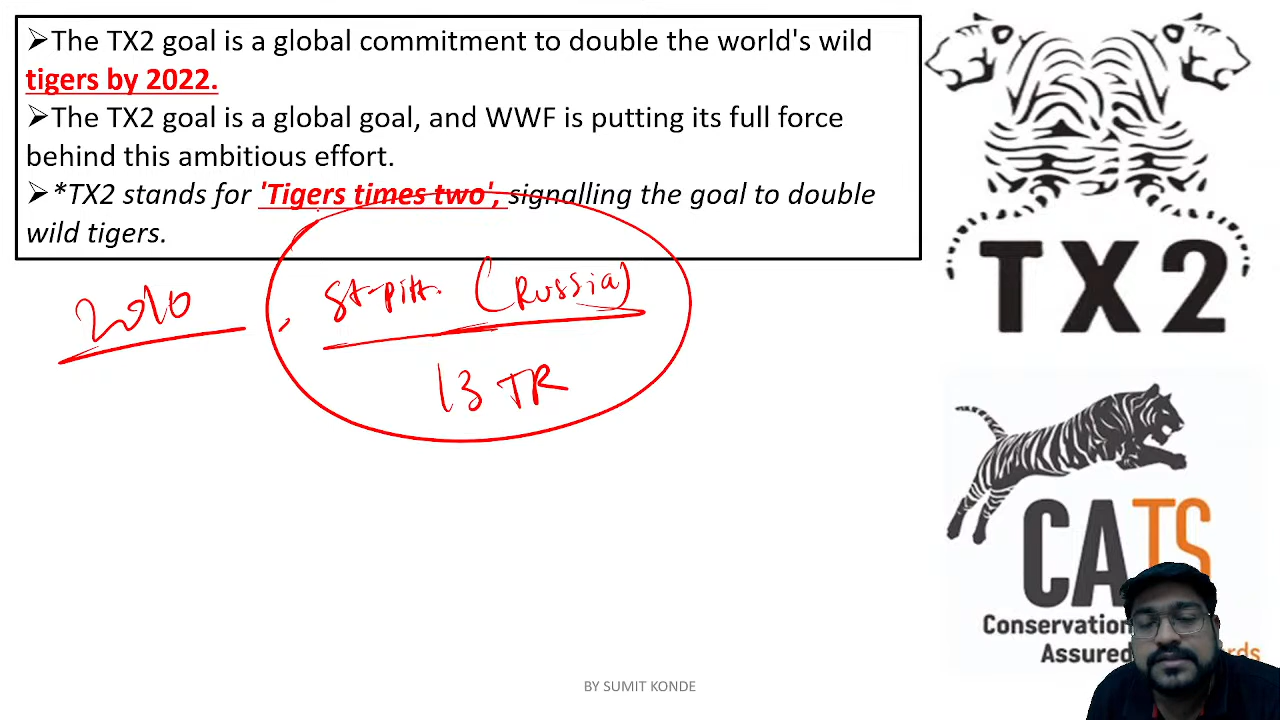 ➢The TX2 goal is a global commitment to double the world's wild
tigers by 2022.
➢The TX2 goal is a global goal, and WWF is putting its full force
behind this ambitious effort.
➢*TX2 stands for 'Tigers times two', signalling the goal to double
wild tigers.
2010
(Russia)
13 TR
TX2
CATS
Conservation
Assured
BY SUMIT KONDE